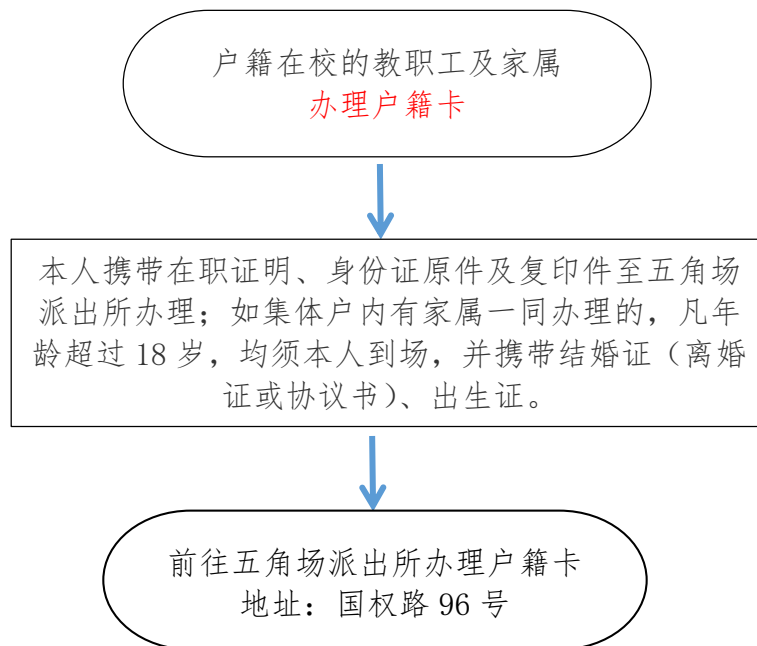 户籍在校的教职工及家属
办理户籍卡
本人携带在职证明、身份证原件及复印件至五角场
派出所办理；如集体户内有家属一同办理的，凡年
龄超过 18 岁，均须本人到场，并携带结婚证（离婚
证或协议书）、出生证。
前往五角场派出所办理户籍卡
地址：国权路 96 号